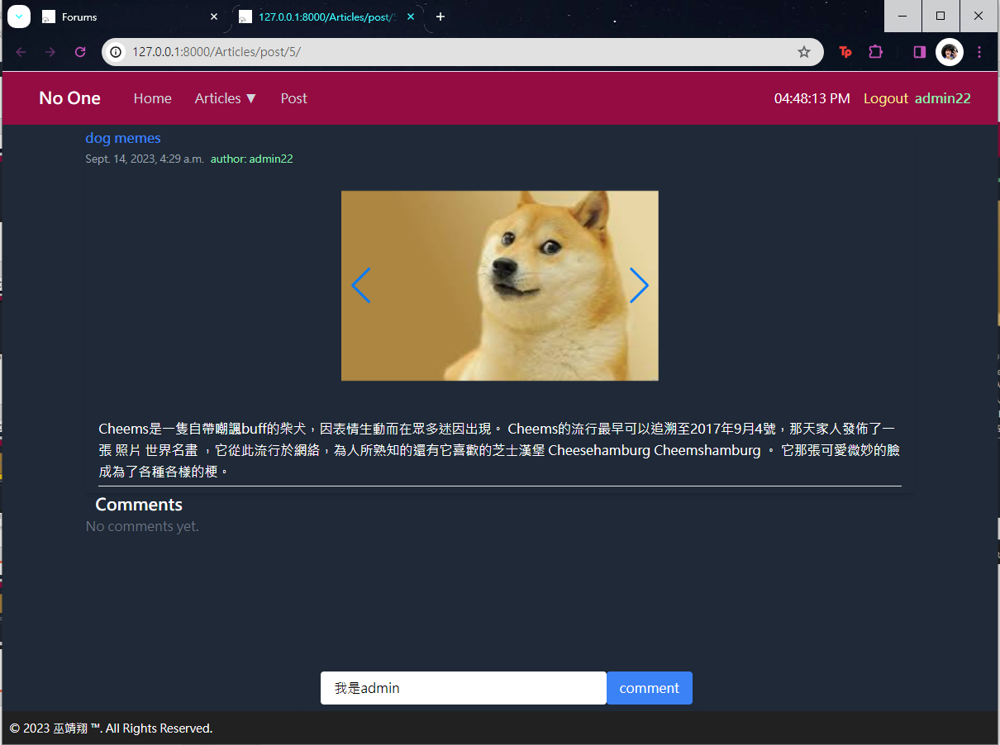 Forums
127.0.0.1:8000/Articles/post/5
127.0.0.1:8000/Articles/post/5/
Tp
No One Home Articles ▼ Post 04:48:13 PM Logout admin22
dog memes
Sept. 14, 2023, 4:29 a.m. author: admin22
Cheems是一隻自帶嘲諷buff的柴犬，因表情生動而在眾多迷因出現。 Cheems的流行最早可以追溯至2017年9月4號，那天家人發佈了一
張 照片 世界名畫 ，它從此流行於網絡，為人所熟知的還有它喜歡的芝士漢堡 Cheesehamburg Cheemshamburg 。 它那張可愛微妙的臉
成為了各種各樣的梗。
Comments
No comments yet.
我是admin comment
© 2023 巫靖翔 ™. All Rights Reserved.